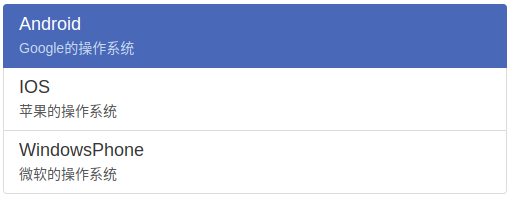 Android
Google的操作系统
IOS
苹果的操作系统
WindowsPhone
微软的操作系统